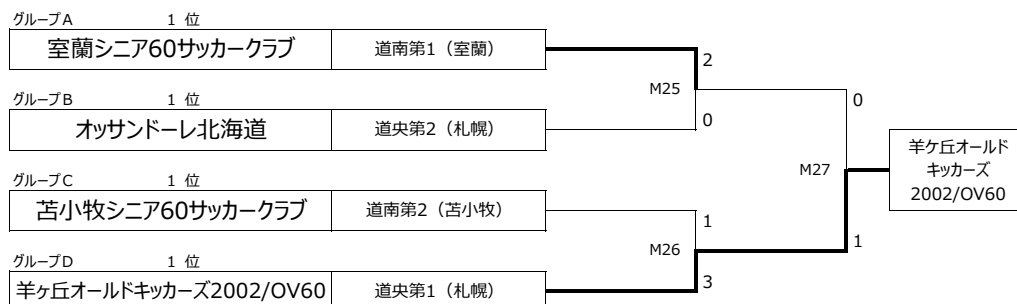 グループA 1 位
室蘭シニア60サッカークラブ 道南第1（室蘭）
2
M25
グループB 1 位
0
オッサンドーレ北海道 道央第2（札幌）
0
羊ケ丘オールド
キッカーズ
2002/OV60
M27
グループC 1 位
苫小牧シニア60サッカークラブ 道南第2（苫小牧）
1
M26
1
グループD 1 位
羊ヶ丘オールドキッカーズ2002/OV60 道央第1（札幌）
3